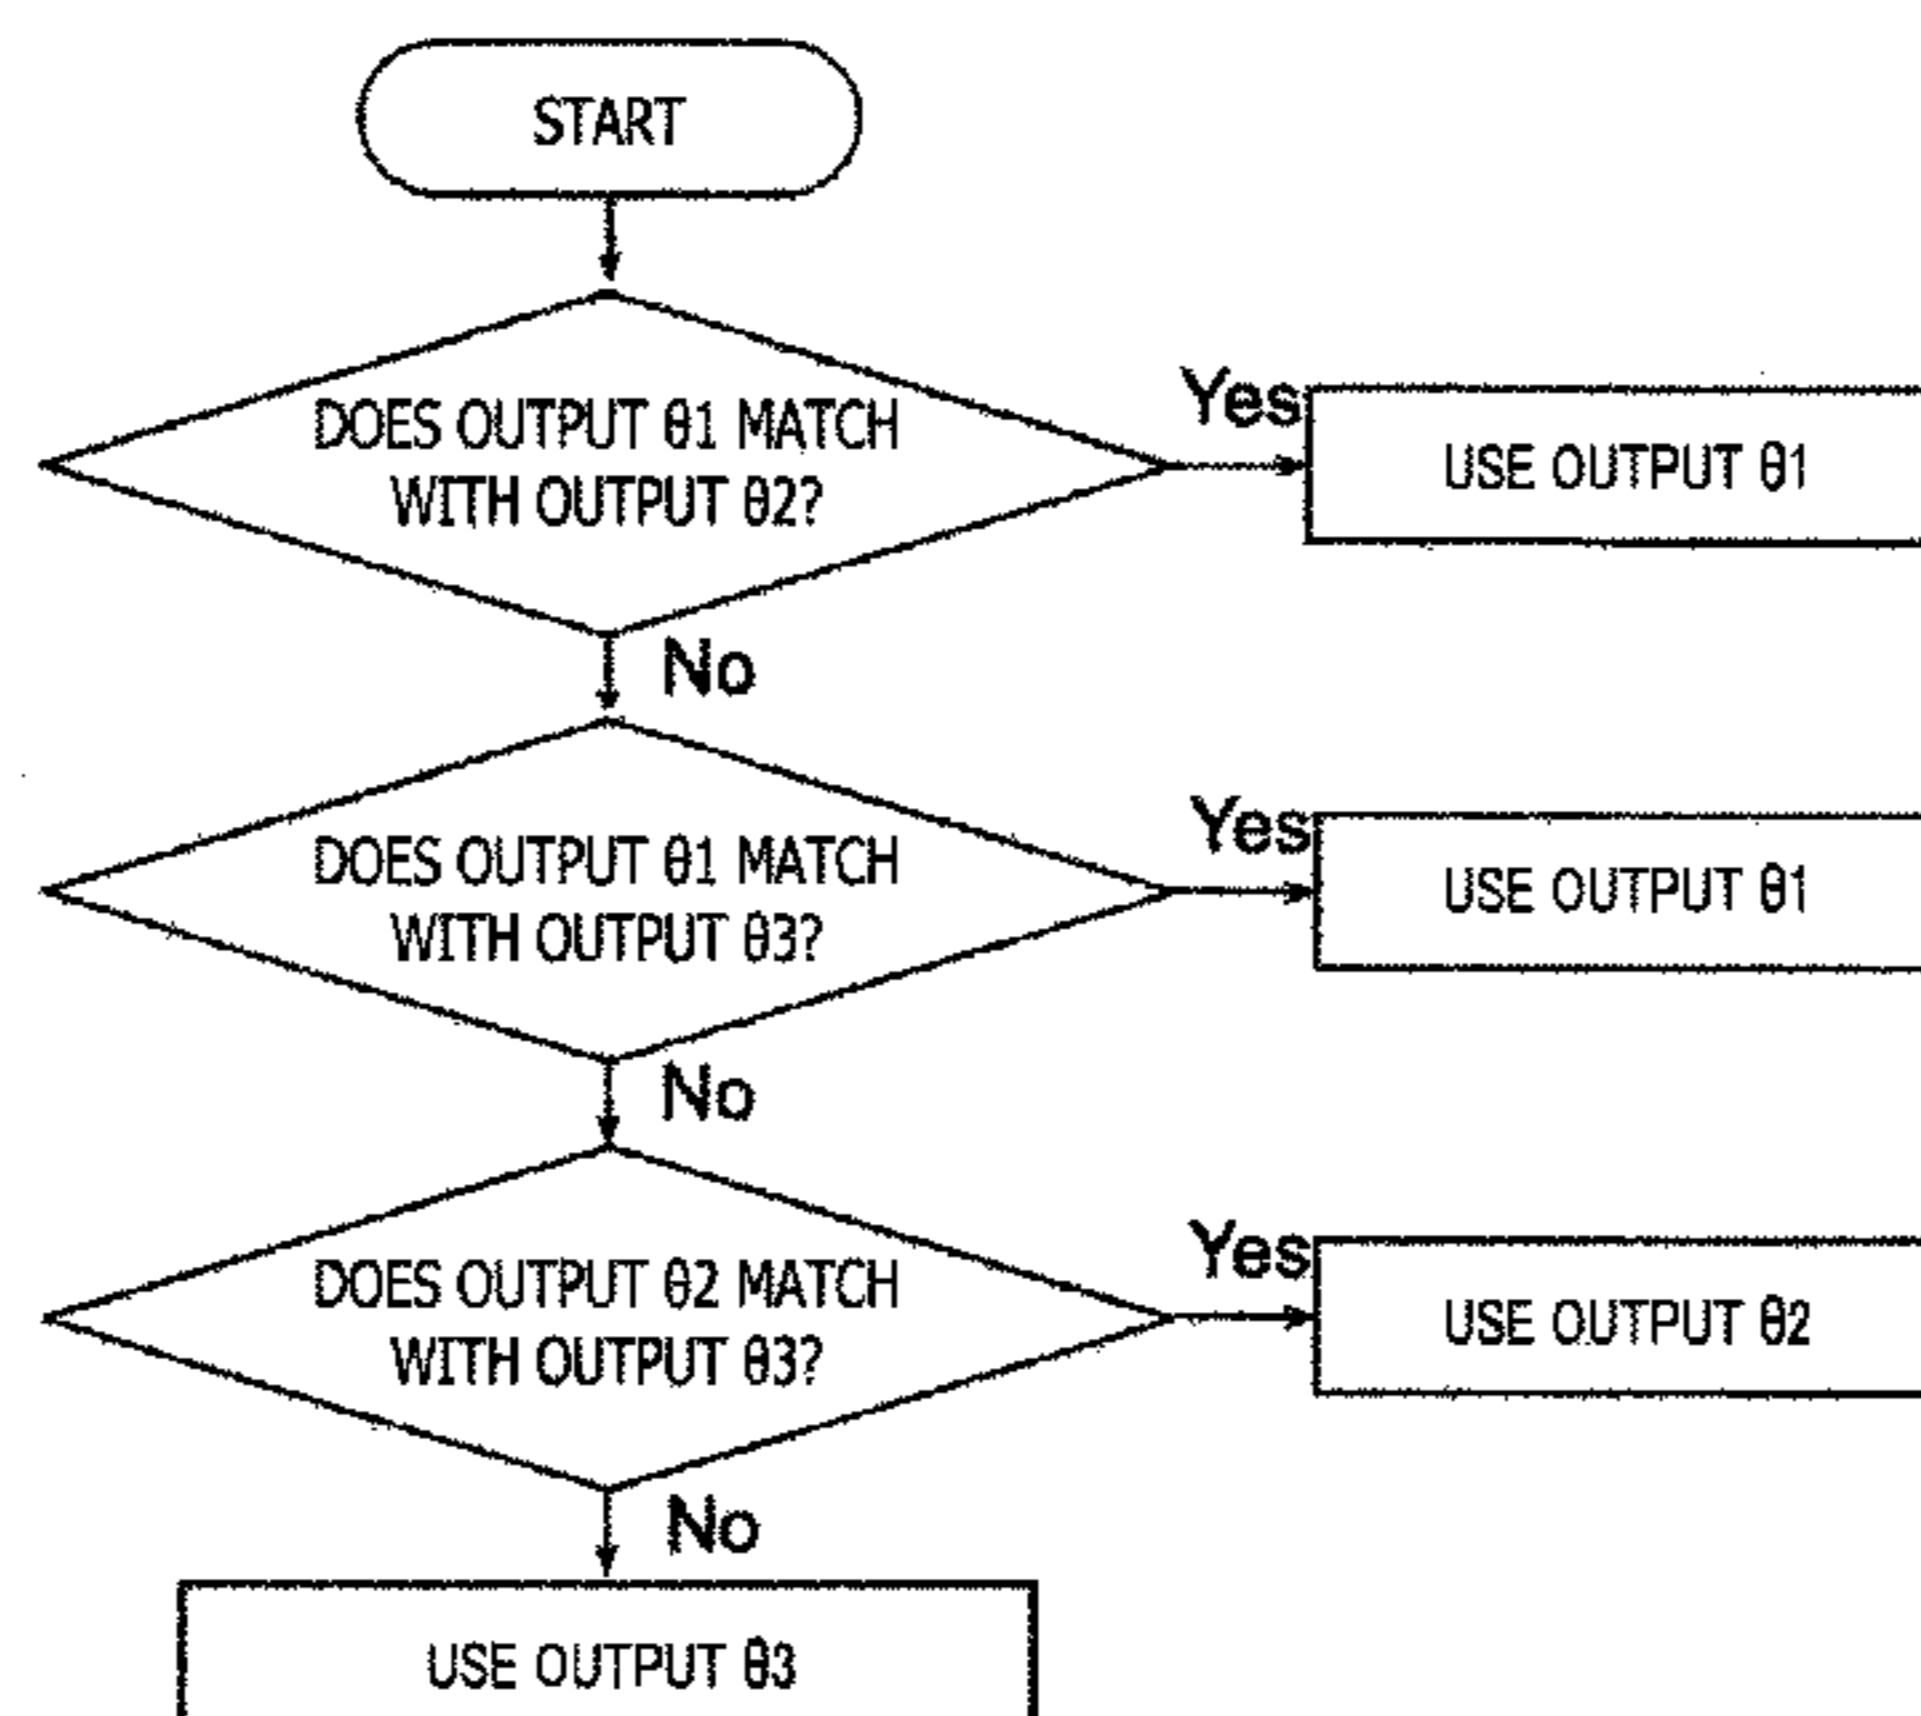 START
DOES OUTPUT θ1 MATCH
WITH OUTPUT θ2?
Yes
USE OUTPUT θ1
No
DOES OUTPUT θ1 MATCH
WITH OUTPUT θ3?
Yes
USE OUTPUT θ1
No
DOES OUTPUT θ2 MATCH
WITH OUTPUT θ3?
Yes
USE OUTPUT θ2
No
USE OUTPUT θ3